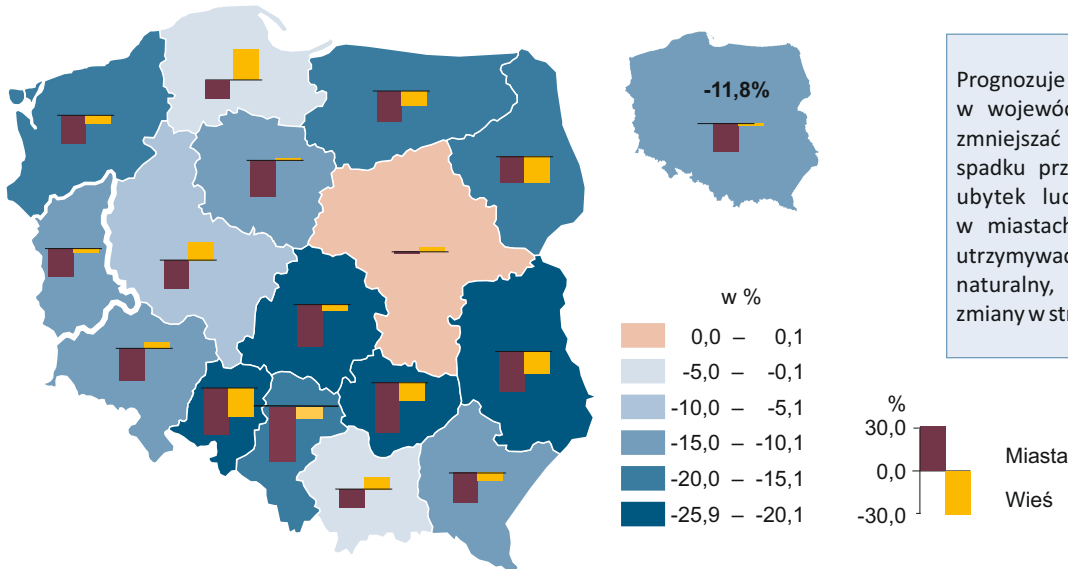 -11,8%
Prognozuje
w wojewód
zmniejszać
spadku prz
ubytek lud
w miastach
utrzymywać
naturalny,
zmiany w str
w %
0,0 – 0,1
-5,0 – -0,1
-10,0 – -5,1
-15,0 – -10,1
-20,0 – -15,1
-25,9 – -20,1
%
30,0
0,0
-30,0
Miasta
Wieś